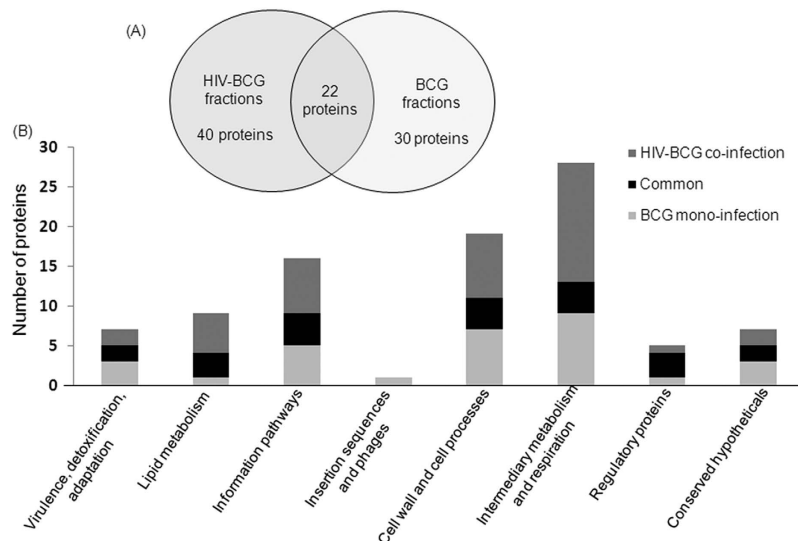 (A)
HIV-BCG
fractions
40 proteins
22
proteins
BCG
fractions
30 proteins
(B)
Number of proteins
30
25
20
15
10
5
0
HIV-BCG co-infection
Common
BCG mono-infection
Virulence, detoxification,
adaptation
Lipid metabolism
Information pathways
Insertion sequences
and phages
Cell wall and cell processes
Intermediary metabolism
and respiration
Regulatory proteins
Conserved hypotheticals